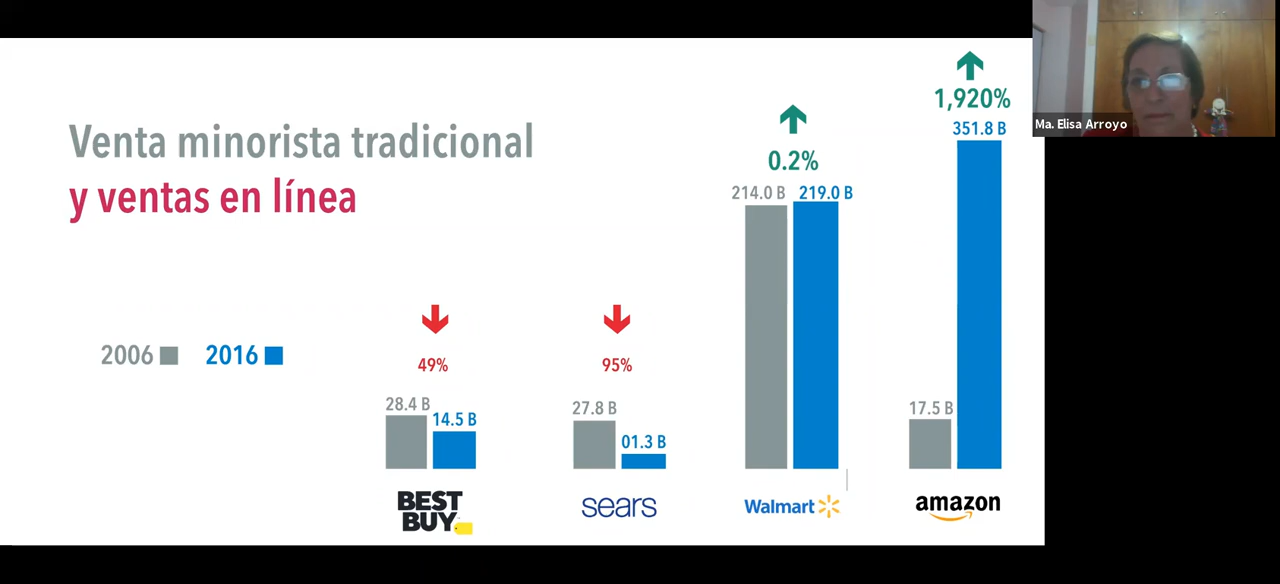 Ma. Elisa Arroyo
Venta minorista tradicional
y ventas en línea
2006
2016
49%
28.4 B
14.5 B
BEST
BUY
95%
27.8 B
01.3 B
sears
0.2%
214.0 B
219.0 B
Walmart
1,920%
351.8 B
17.5 B
amazon